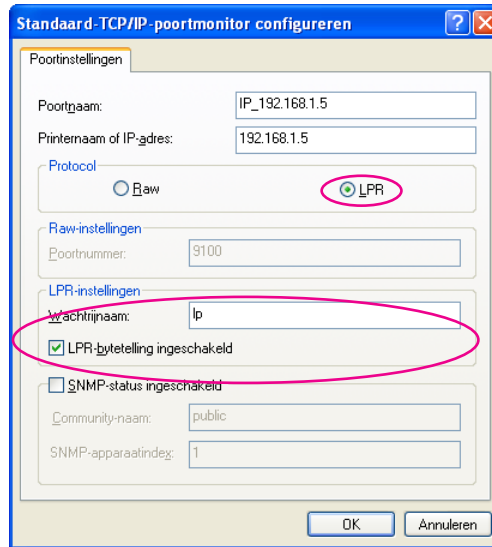 Standaard-TCP/IP-poortmonitor configureren
Poortinstellingen
Poortnaam: IP_192.168.1.5
Printernaam of IP-adres: 192.168.1.5
Protocol
Raw LPR
Raw-instellingen
Poortnummer: 9100
LPR-instellingen
Wachtrijnaam: lp
LPR-bytetelling ingeschakeld
SNMP-status ingeschakeld
Community-naam: public
SNMP-apparaatindex: 1
OK Annuleren